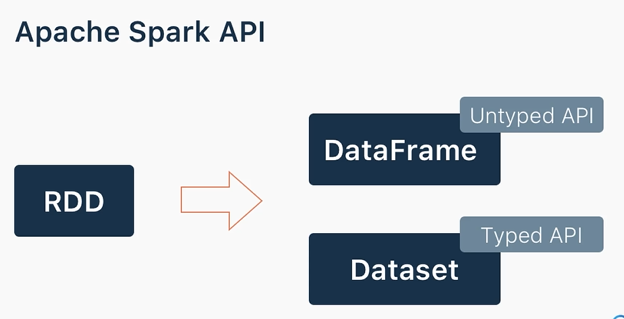 Apache Spark API
Untyped API
DataFrame
RDD
Typed API
Dataset